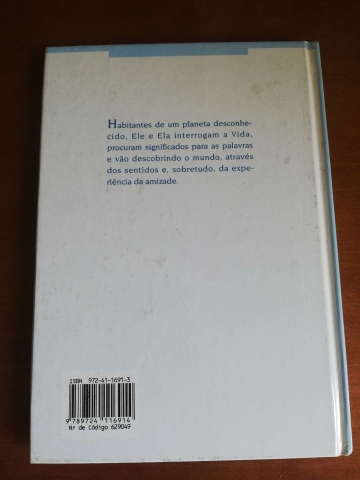 Habitantes de um planeta desconhe-
cido, Ele e Ela interrogam a Vida,
procuram significados para as palavras
e vão descobrindo o mundo, através
dos sentidos e, sobretudo, da expe-
riência da amizade.
ISBN 972-41-1691-3
9 789724 116914
Nr de Código 629049